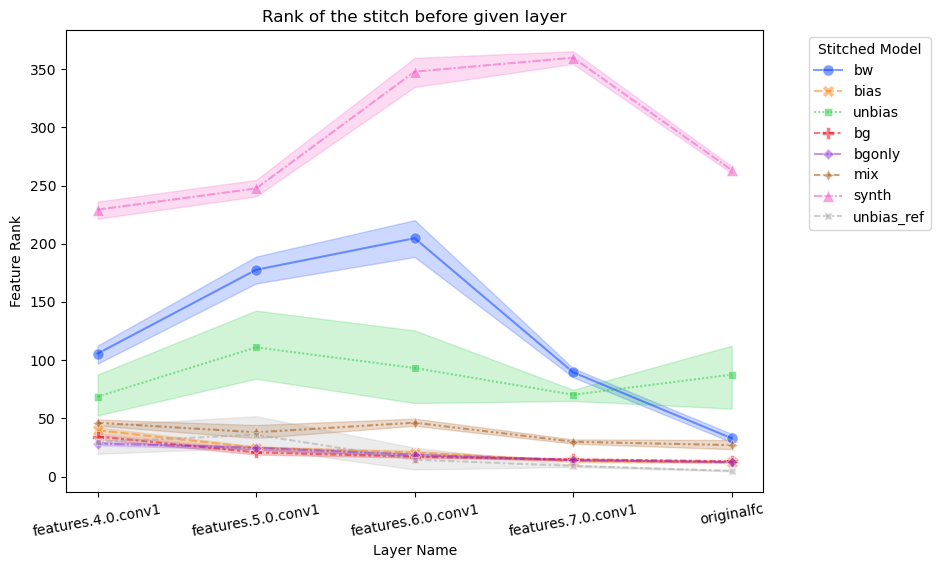 Rank of the stitch before given layer
Feature Rank
350
300
250
200
150
100
50
0
features.4.0.conv1
features.5.0.conv1
features.6.0.conv1
features.7.0.conv1
originalfc
Layer Name
Stitched Model
bw
bias
unbias
bg
bgonly
mix
synth
unbias_ref